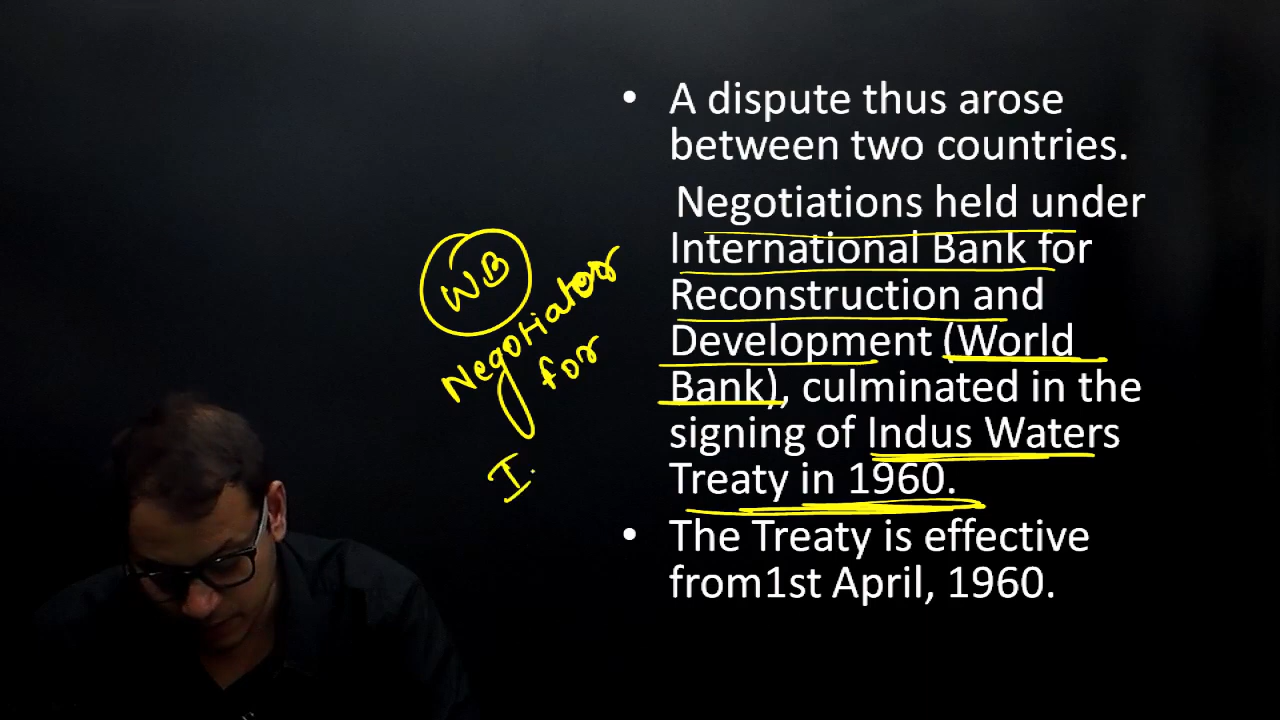 • A dispute thus arose
between two countries.
Negotiations held under
International Bank for
Reconstruction and
Development (World
Bank), culminated in the
signing of Indus Waters
Treaty in 1960.
• The Treaty is effective
from1st April, 1960.
WB
Negotiator
for
I.